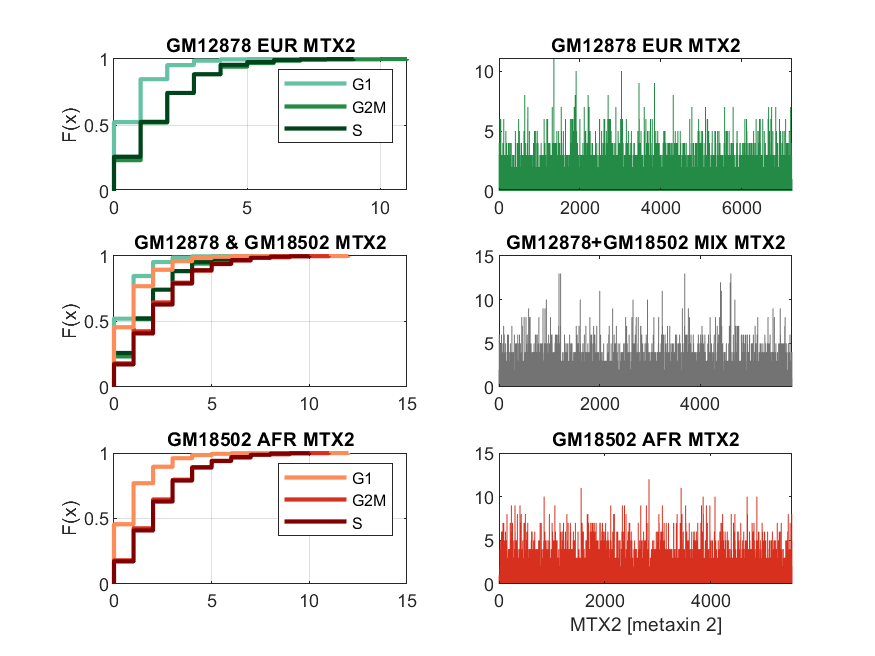 GM12878 EUR MTX2
1
0.5
0
F(x)
0 5 10
G1
G2M
S
GM12878 EUR MTX2
10
5
0
0 2000 4000 6000
GM12878 & GM18502 MTX2
1
0.5
0
F(x)
0 5 10 15
GM12878+GM18502 MIX MTX2
15
10
5
0
0 2000 4000
GM18502 AFR MTX2
1
0.5
0
F(x)
0 5 10 15
G1
G2M
S
GM18502 AFR MTX2
15
10
5
0
0 2000 4000
MTX2 [metaxin 2]